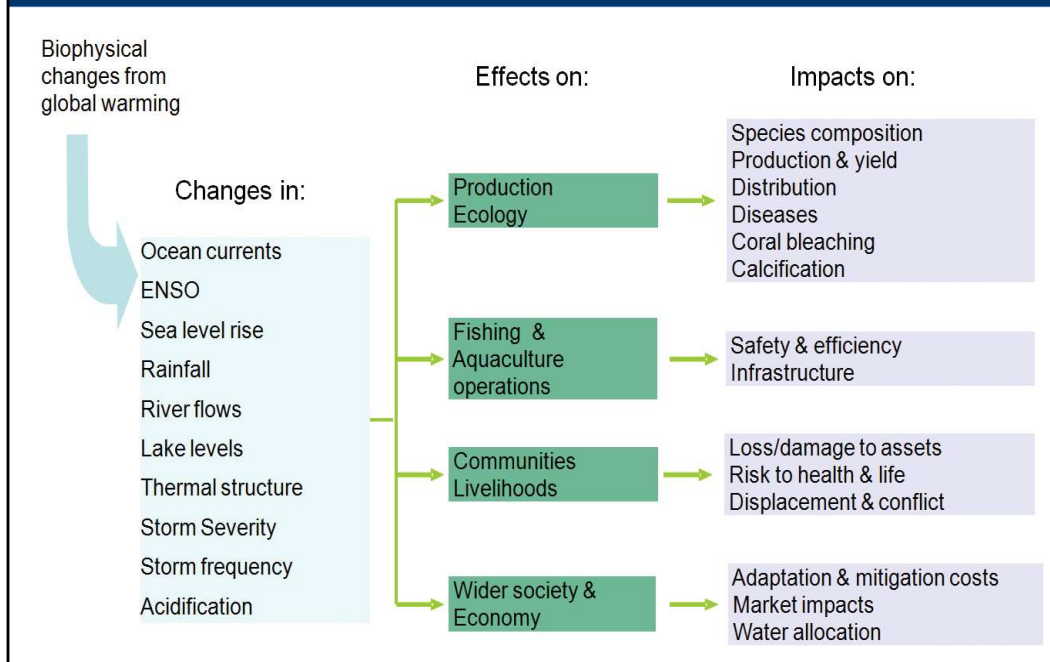 Biophysical
changes from
global warming
Effects on:
Impacts on:
Changes in:
Ocean currents
ENSO
Sea level rise
Rainfall
River flows
Lake levels
Thermal structure
Storm Severity
Storm frequency
Acidification
Production
Ecology
Species composition
Production & yield
Distribution
Diseases
Coral bleaching
Calcification
Fishing &
Aquaculture
operations
Safety & efficiency
Infrastructure
Communities
Livelihoods
Loss/damage to assets
Risk to health & life
Displacement & conflict
Wider society &
Economy
Adaptation & mitigation costs
Market impacts
Water allocation